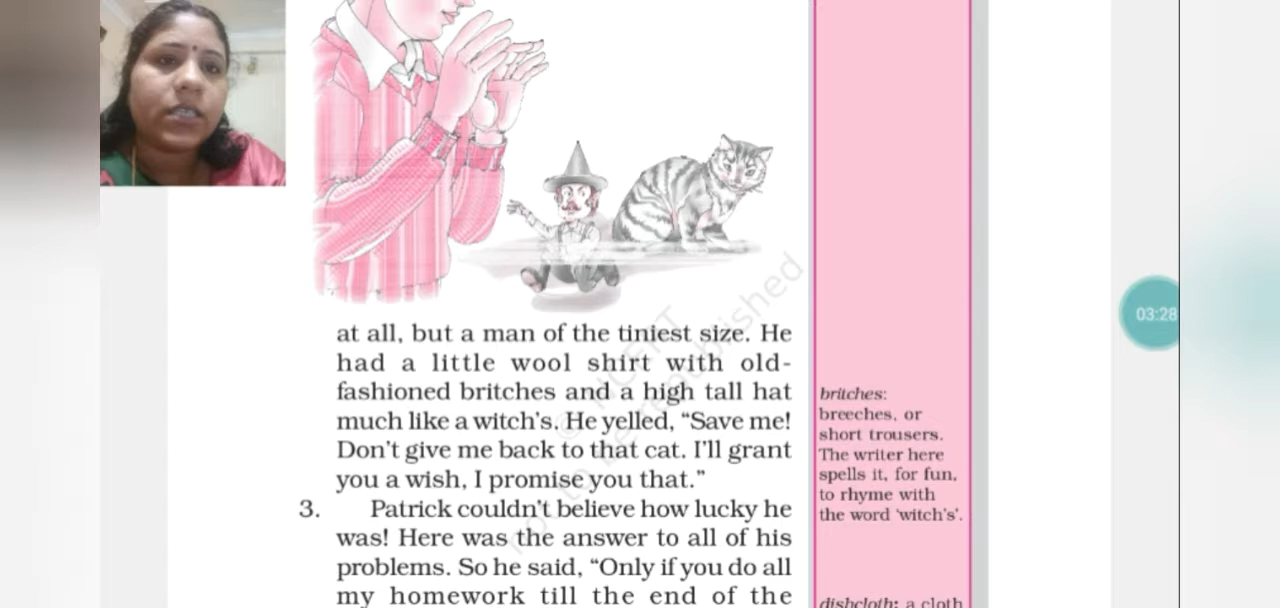 at all, but a man of the tiniest size. He
had a little wool shirt with old-
fashioned britches and a high tall hat
much like a witch's. He yelled, “Save me!
Don't give me back to that cat. I'll grant
you a wish, I promise you that.”
3. Patrick couldn't believe how lucky he
was! Here was the answer to all of his
problems. So he said, “Only if you do all
my homework till the end of the
britches:
breeches, or
short trousers.
The writer here
spells it, for fun,
to rhyme with
the word ‘witch's’.
dishcloth: a cloth
03:28
© NCERT
not to be republished